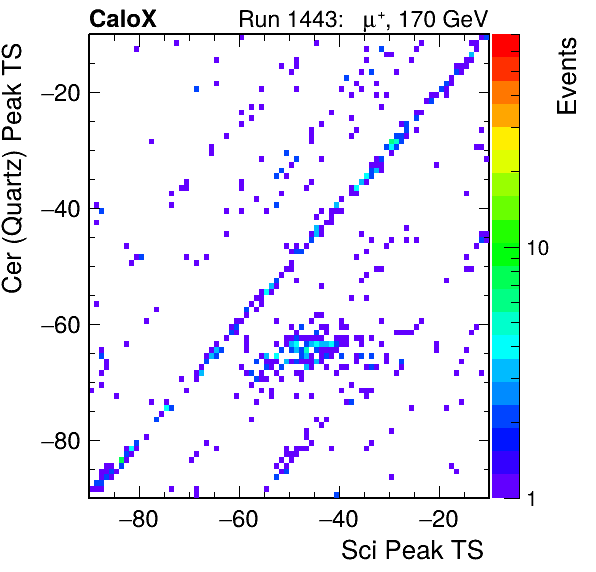 CaloX Run 1443: μ⁺, 170 GeV
Cer (Quartz) Peak TS
−20
−40
−60
−80
Events
10
1
−80 −60 −40 −20
Sci Peak TS